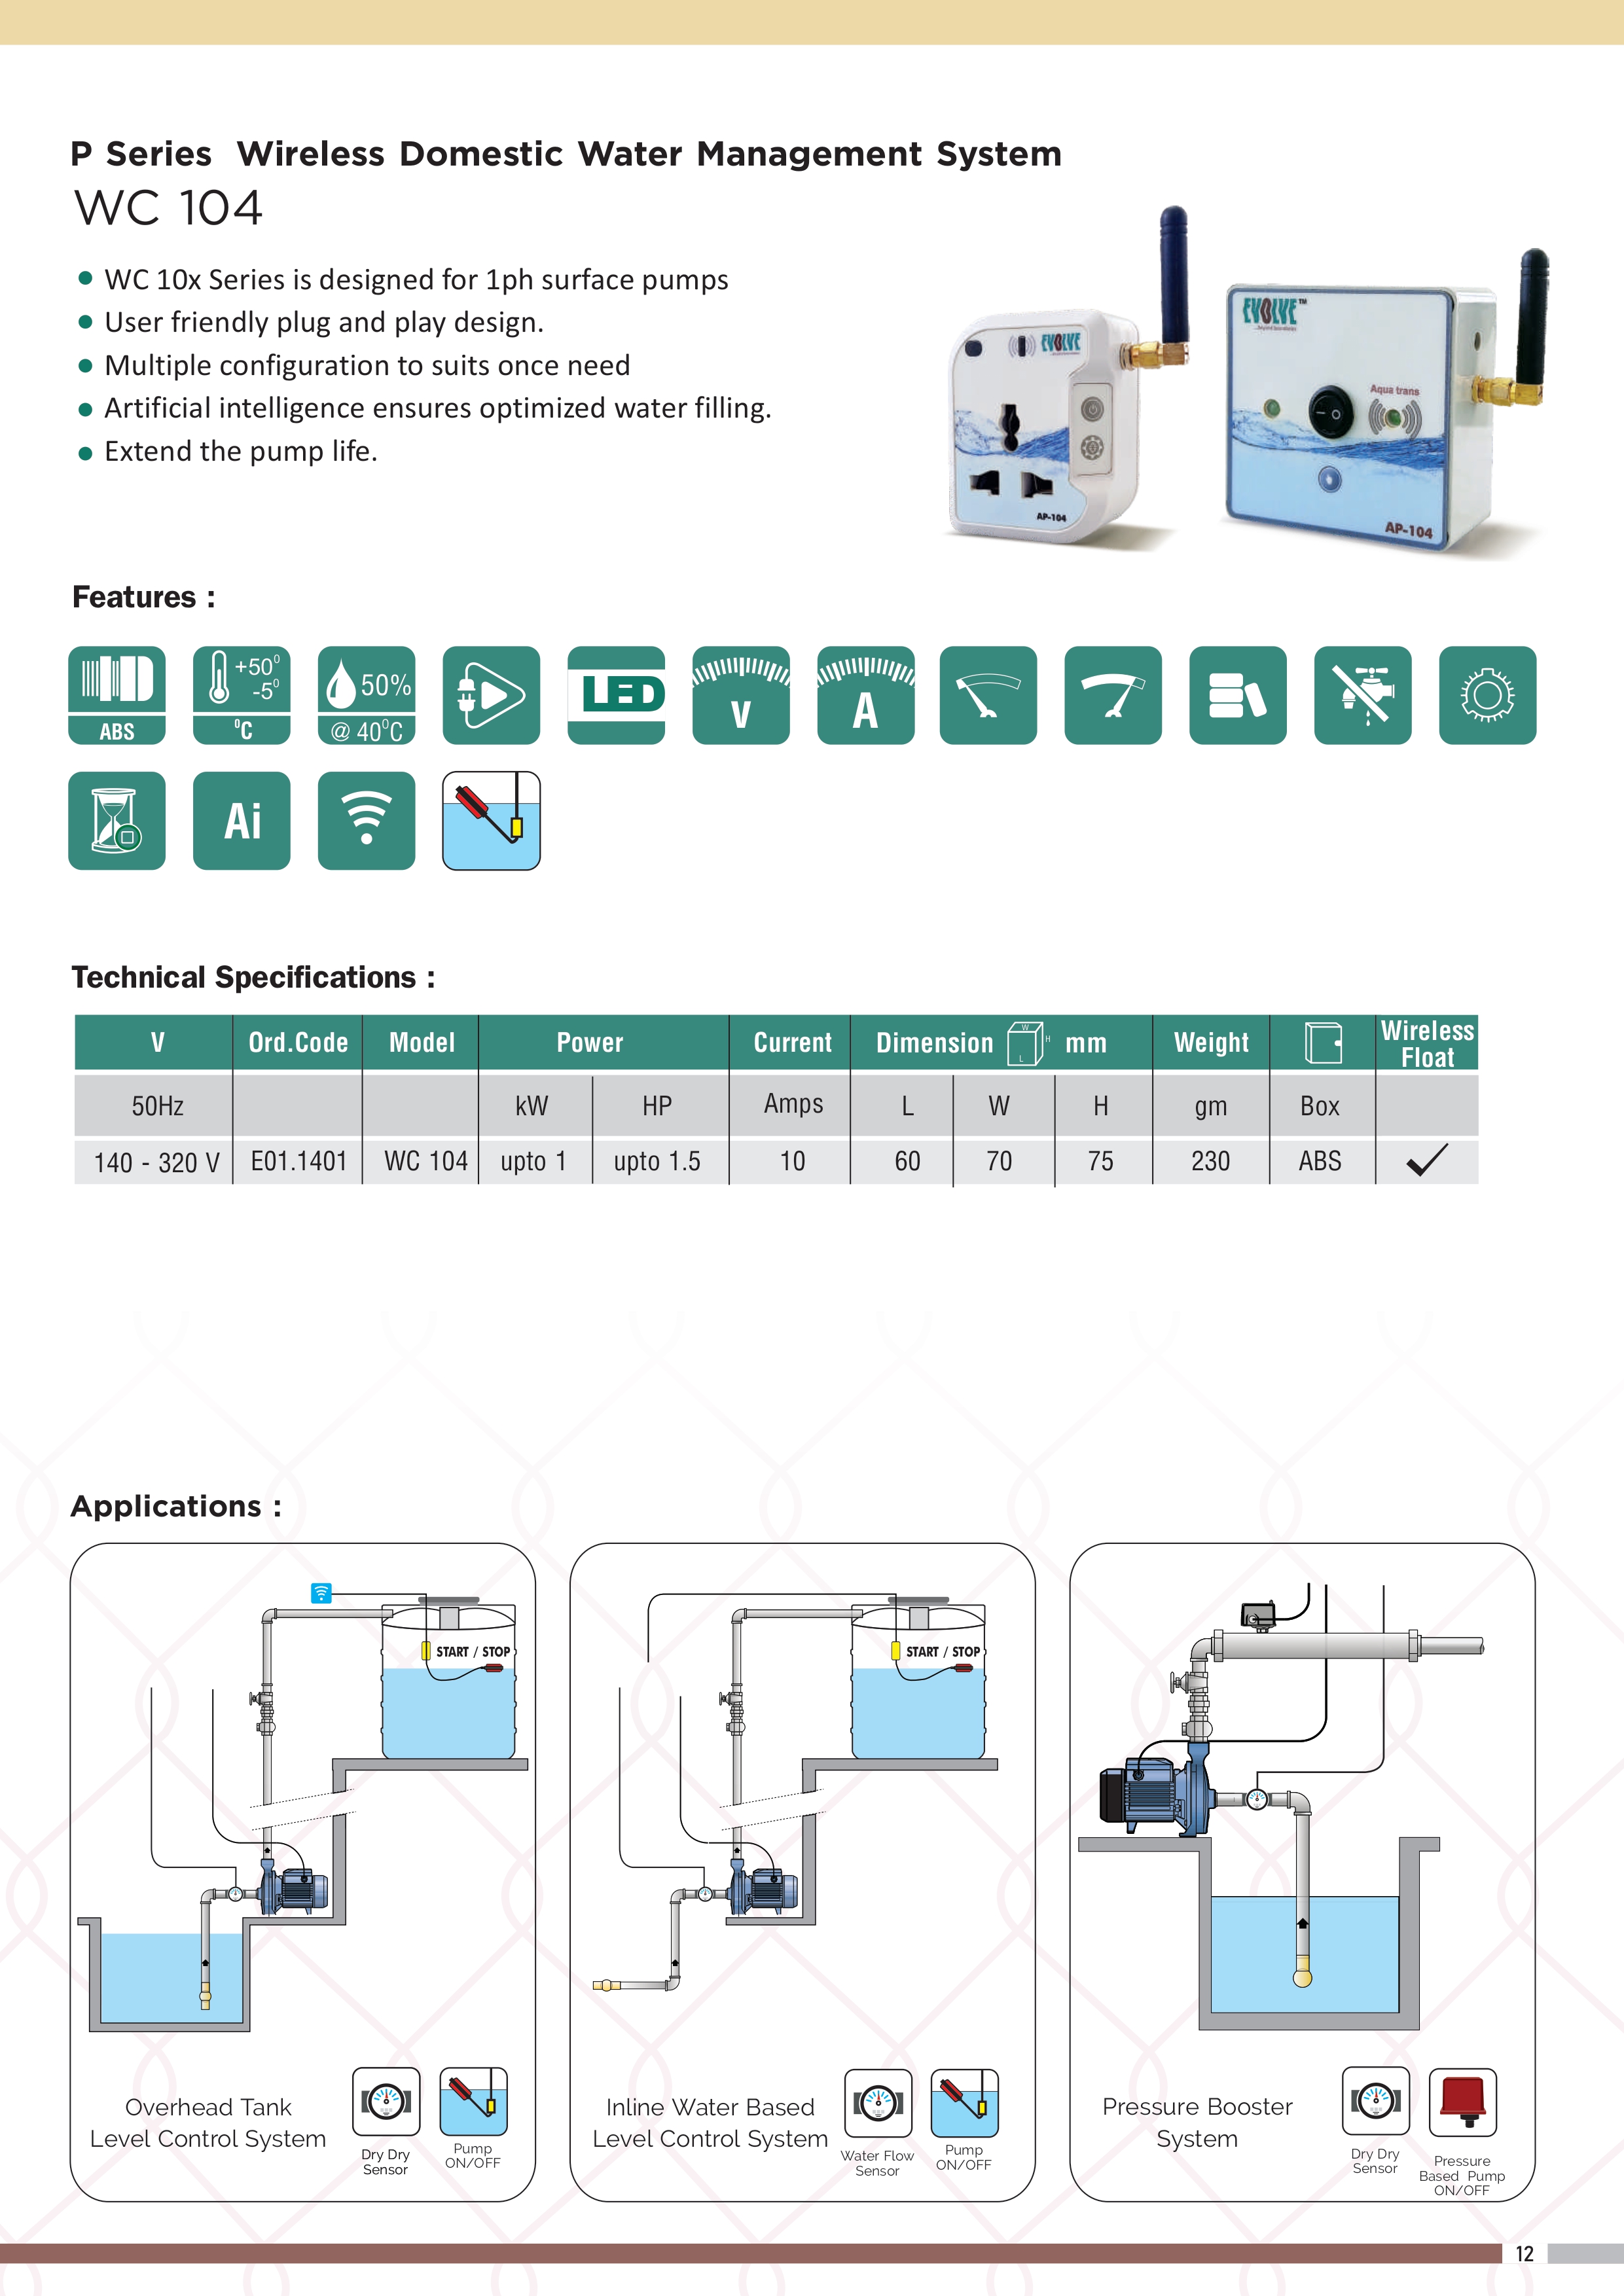 P Series Wireless Domestic Water Management System
WC 104
WC 10x Series is designed for 1ph surface pumps
User friendly plug and play design.
Multiple configuration to suits once need
Artificial intelligence ensures optimized water filling.
Extend the pump life.
EVOLVE
AP-104
EVOLVE™
...beyond boundaries
Aqua trans
AP-104
Features :
ABS
+50⁰
-5⁰
⁰C
50%
@ 40⁰C
LED
V
A
Ai
Technical Specifications :
V Ord.Code Model Power Current Dimension W H L mm Weight Wireless Float
50Hz kW HP Amps L W H gm Box
140 - 320 V E01.1401 WC 104 upto 1 upto 1.5 10 60 70 75 230 ABS ✓
Applications :
START / STOP
Overhead Tank
Level Control System
Dry Dry
Sensor
Pump
ON/OFF
START / STOP
Inline Water Based
Level Control System
Water Flow
Sensor
Pump
ON/OFF
Pressure Booster
System
Dry Dry
Sensor
Pressure
Based Pump
ON/OFF
12